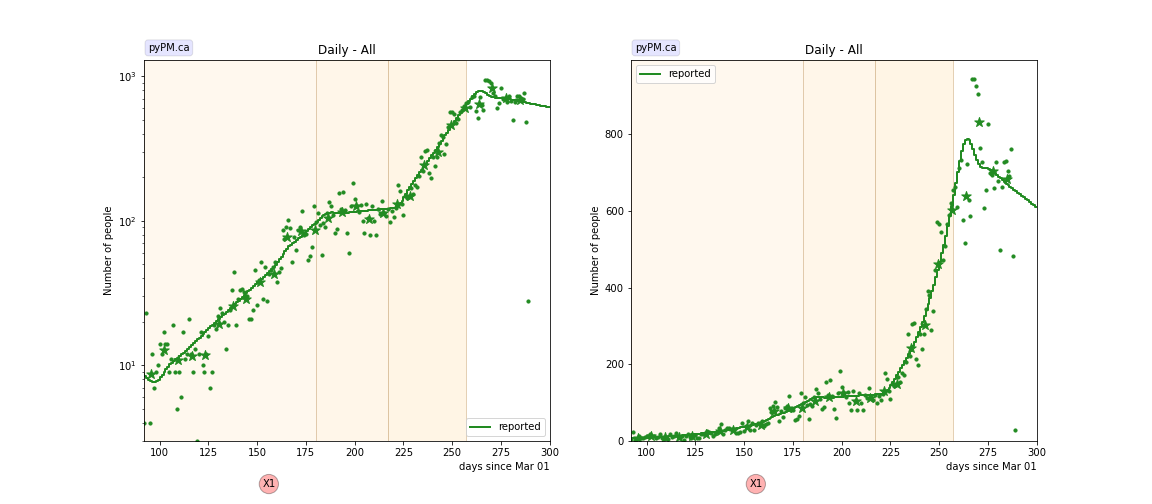 pyPM.ca
Daily - All
Number of people
10³
10²
10¹
100
125
150
175
200
225
250
275
300
reported
days since Mar 01
X1
pyPM.ca
Daily - All
reported
Number of people
800
600
400
200
0
100
125
150
175
200
225
250
275
300
days since Mar 01
X1